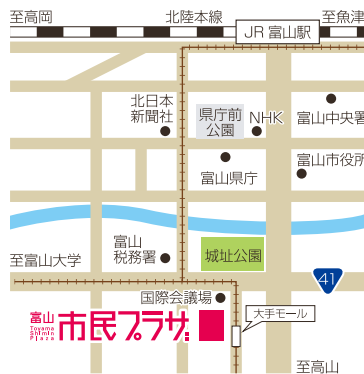 至高岡
北陸本線
至魚津
JR 富山駅
北日本
新聞社
県庁前
公園
NHK
富山中央署
富山県庁
富山市役所
至富山大学
富山
税務署
城址公園
41
国際会議場
大手モール
富山
Toyama
Shimin
Plaza
市民プラザ
至高山